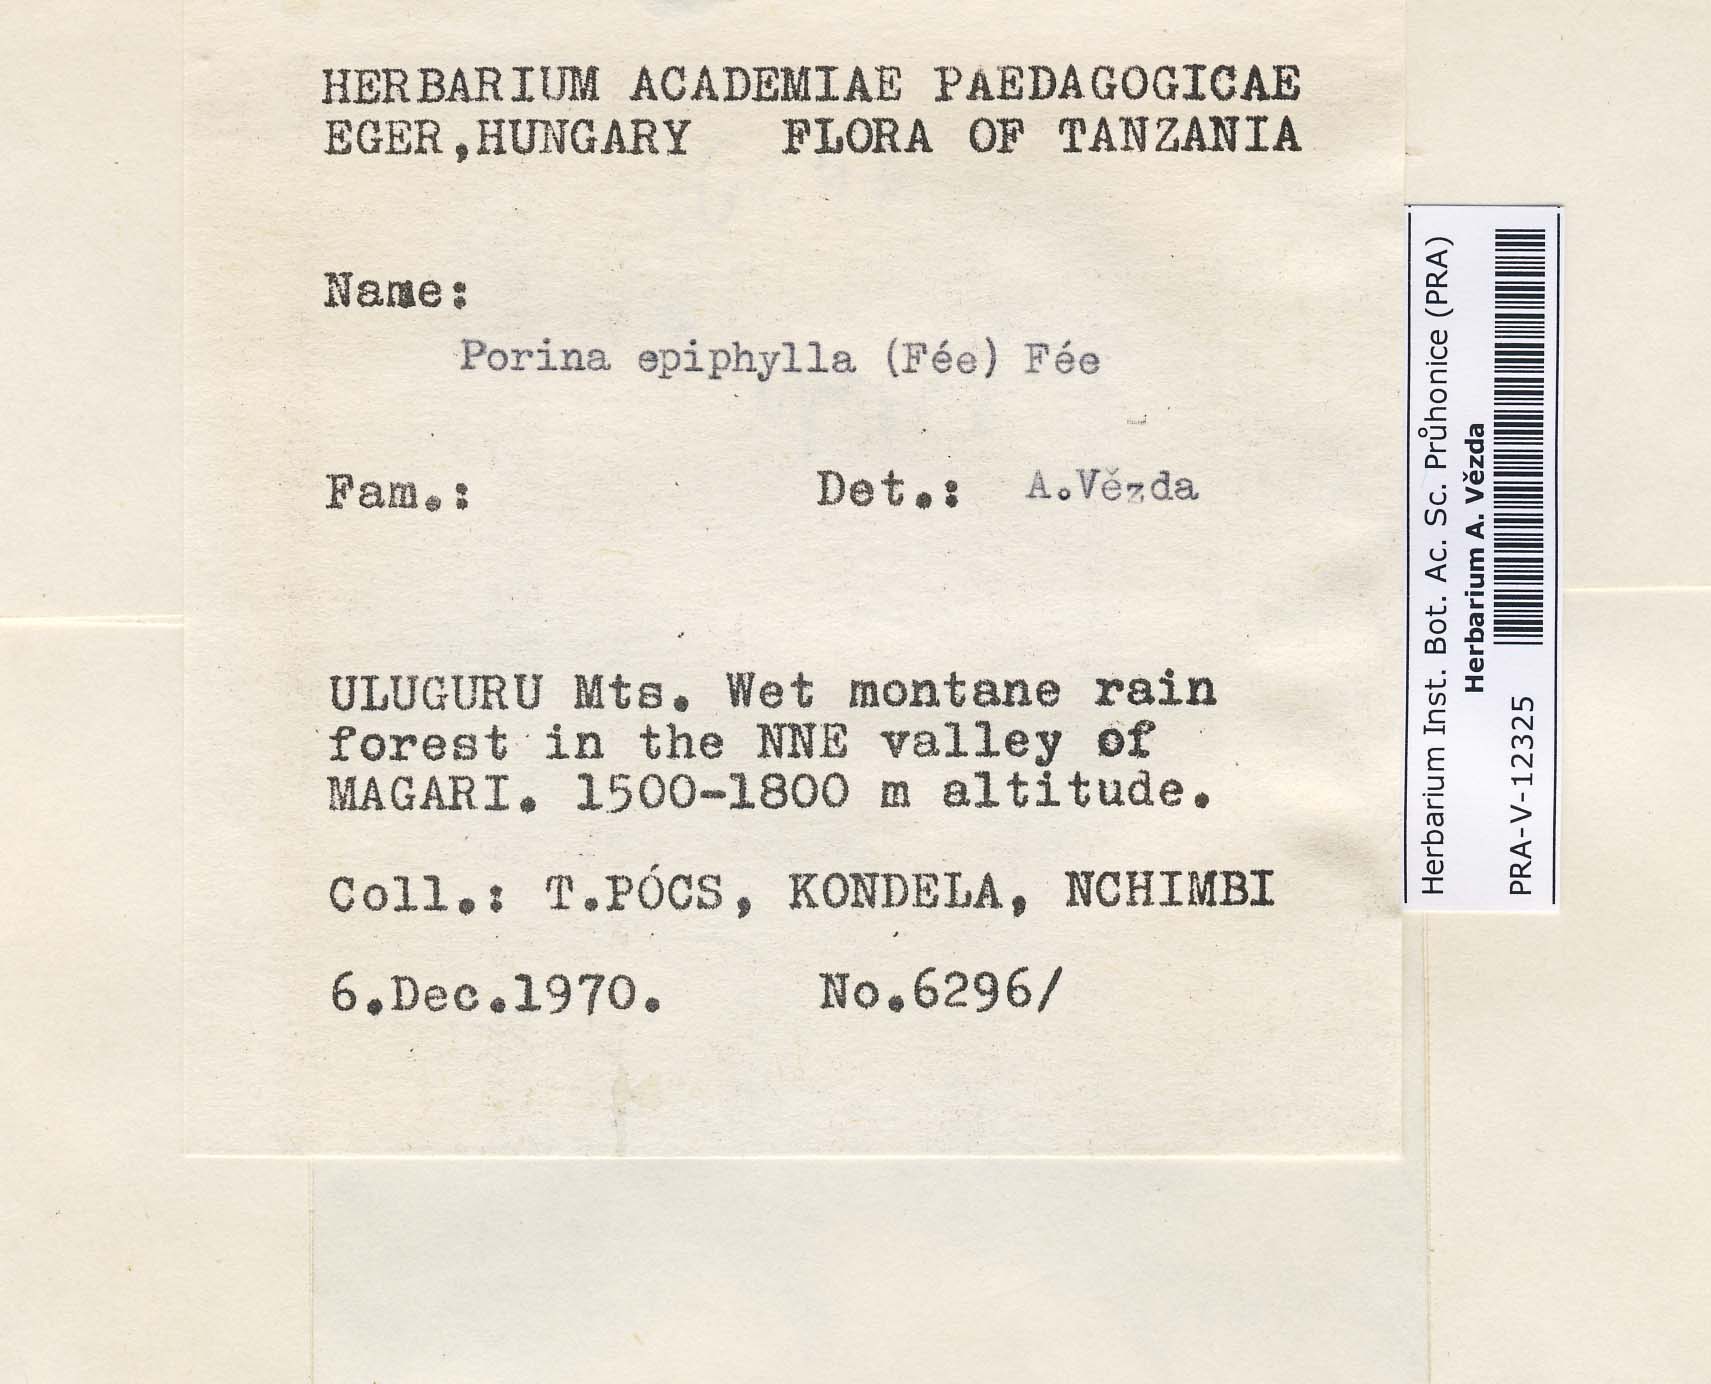 HERBARIUM ACADEMIAE PAEDAGOGICAE
EGER,HUNGARY FLORA OF TANZANIA
Name:
Porina epiphylla (Fée) Fée
Fam.: Det.: A.Vězda
ULUGURU Mts. Wet montane rain
forest in the NNE valley of
MAGARI. 1500-1800 m altitude.
Coll.: T.PÓCS, KONDELA, NCHIMBI
6.Dec.1970. No.6296/
Herbarium Inst. Bot. Ac. Sc. Průhonice (PRA)
Herbarium A. Vězda
PRA-V-12325